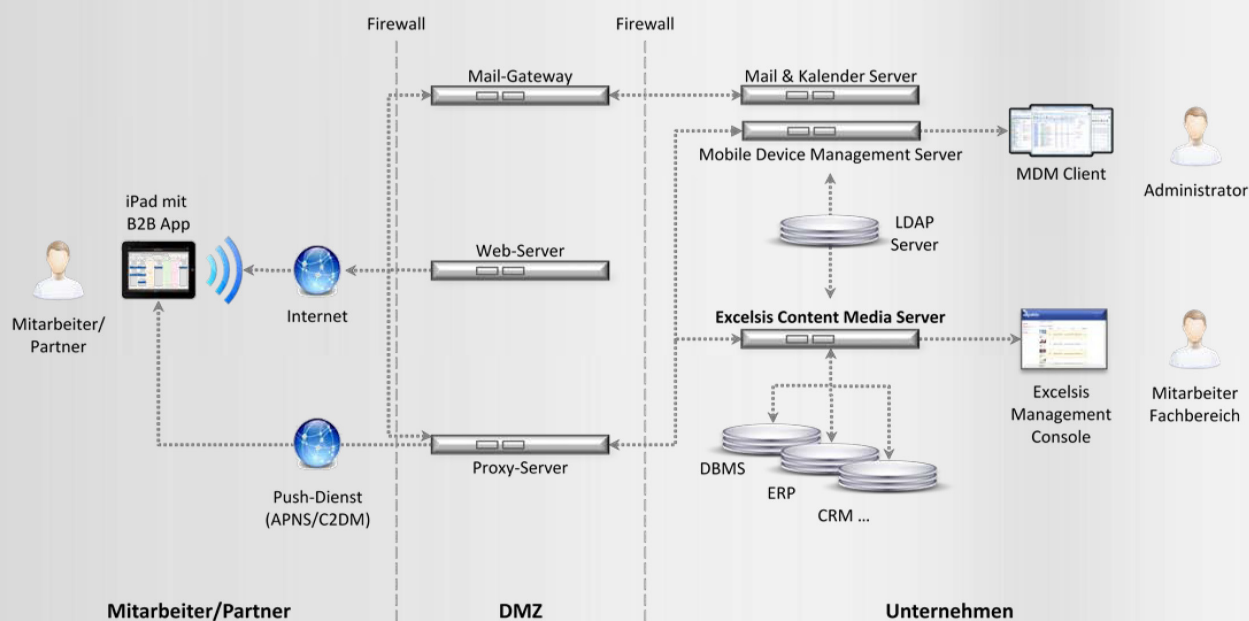 Firewall
Firewall
Mail-Gateway
Mail & Kalender Server
Mobile Device Management Server
MDM Client
Administrator
iPad mit
B2B App
LDAP
Server
Web-Server
Internet
Mitarbeiter/
Partner
Excelsis Content Media Server
Excelsis
Management
Console
Mitarbeiter
Fachbereich
Proxy-Server
DBMS
ERP
CRM ...
Push-Dienst
(APNS/C2DM)
Mitarbeiter/Partner
DMZ
Unternehmen